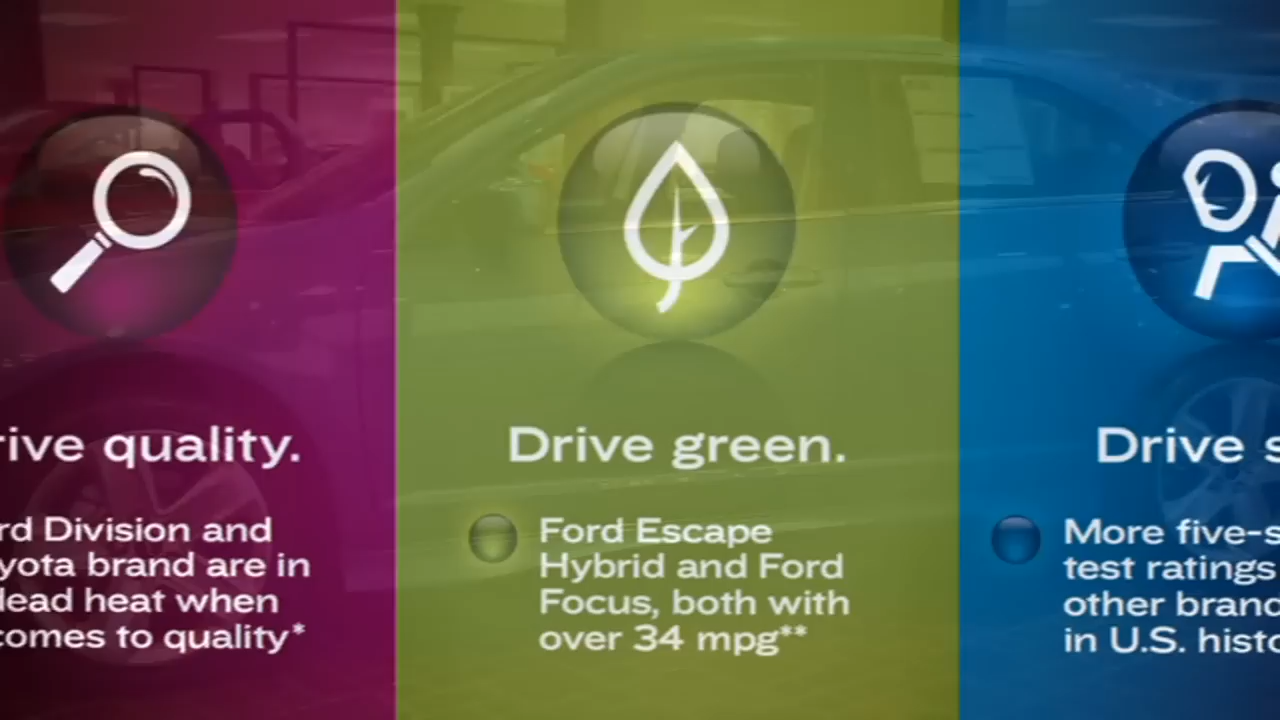 rive quality.
rd Division and
yota brand are in
dead heat when
comes to quality*
Drive green.
Ford Escape
Hybrid and Ford
Focus, both with
over 34 mpg**
Drive s
More five-s
test ratings
other brand
in U.S. histo